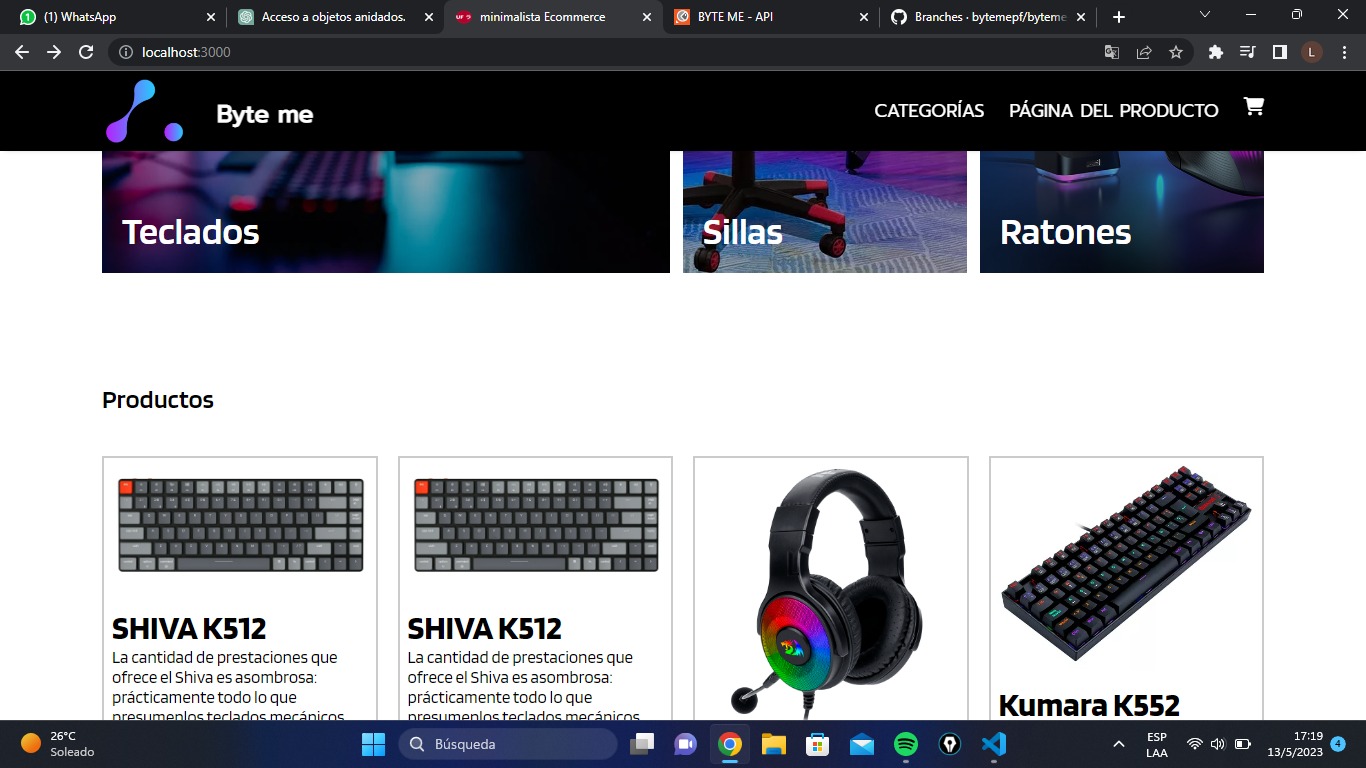 (1) WhatsApp
Acceso a objetos anidados.
minimalista Ecommerce
BYTE ME - API
Branches · bytemepf/byteme
localhost:3000
L
Byte me
CATEGORÍAS
PÁGINA DEL PRODUCTO
Teclados
Sillas
Ratones
Productos
SHIVA K512
La cantidad de prestaciones que
ofrece el Shiva es asombrosa:
prácticamente todo lo que
presumenlos teclados mecánicos
SHIVA K512
La cantidad de prestaciones que
ofrece el Shiva es asombrosa:
prácticamente todo lo que
presumenlos teclados mecánicos
Kumara K552
26°C
Soleado
Búsqueda
ESP
LAA
17:19
13/5/2023
4